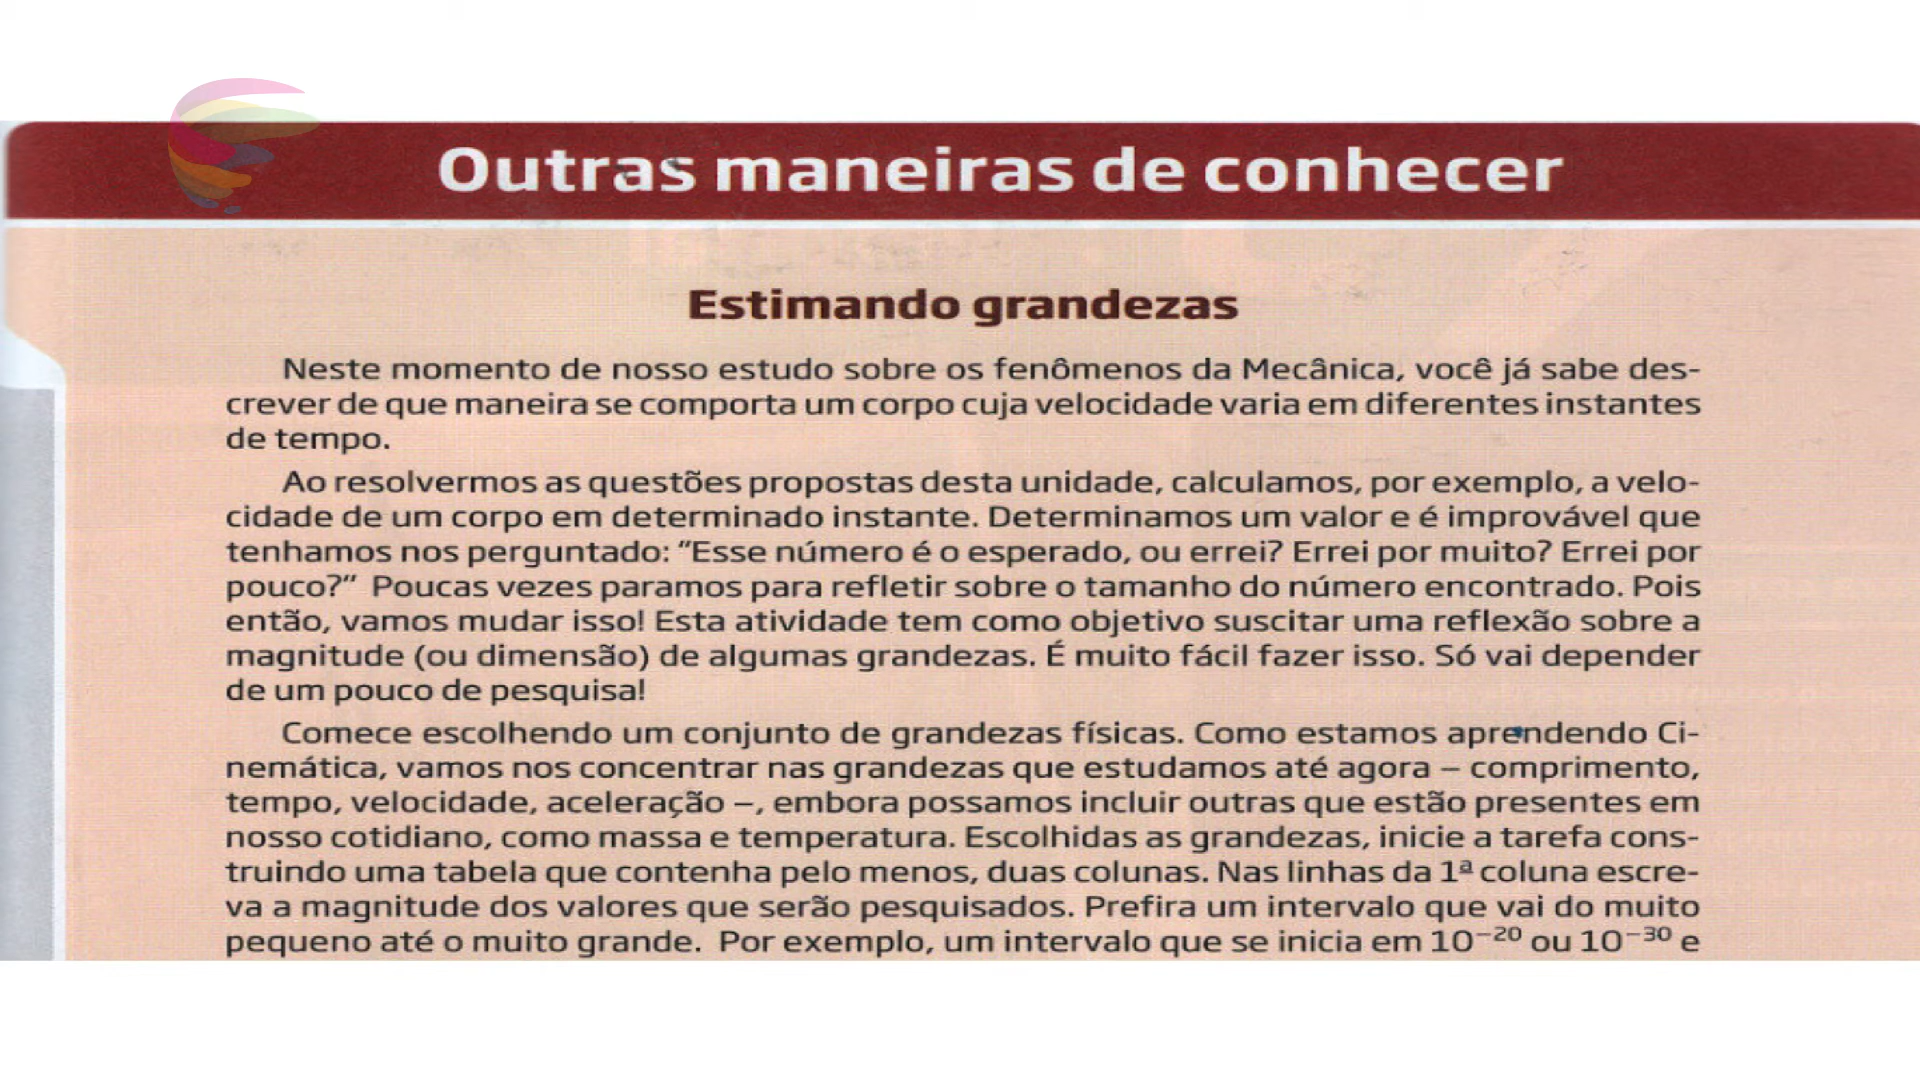 Outras maneiras de conhecer
Estimando grandezas
Neste momento de nosso estudo sobre os fenômenos da Mecânica, você já sabe des-
crever de que maneira se comporta um corpo cuja velocidade varia em diferentes instantes
de tempo.
Ao resolvermos as questões propostas desta unidade, calculamos, por exemplo, a velo-
cidade de um corpo em determinado instante. Determinamos um valor e é improvável que
tenhamos nos perguntado: “Esse número é o esperado, ou errei? Errei por muito? Errei por
pouco?” Poucas vezes paramos para refletir sobre o tamanho do número encontrado. Pois
então, vamos mudar isso! Esta atividade tem como objetivo suscitar uma reflexão sobre a
magnitude (ou dimensão) de algumas grandezas. É muito fácil fazer isso. Só vai depender
de um pouco de pesquisa!
Comece escolhendo um conjunto de grandezas físicas. Como estamos aprendendo Ci-
nemática, vamos nos concentrar nas grandezas que estudamos até agora – comprimento,
tempo, velocidade, aceleração –, embora possamos incluir outras que estão presentes em
nosso cotidiano, como massa e temperatura. Escolhidas as grandezas, inicie a tarefa cons-
truindo uma tabela que contenha pelo menos, duas colunas. Nas linhas da 1ª coluna escre-
va a magnitude dos valores que serão pesquisados. Prefira um intervalo que vai do muito
pequeno até o muito grande. Por exemplo, um intervalo que se inicia em 10⁻²⁰ ou 10⁻³⁰ e